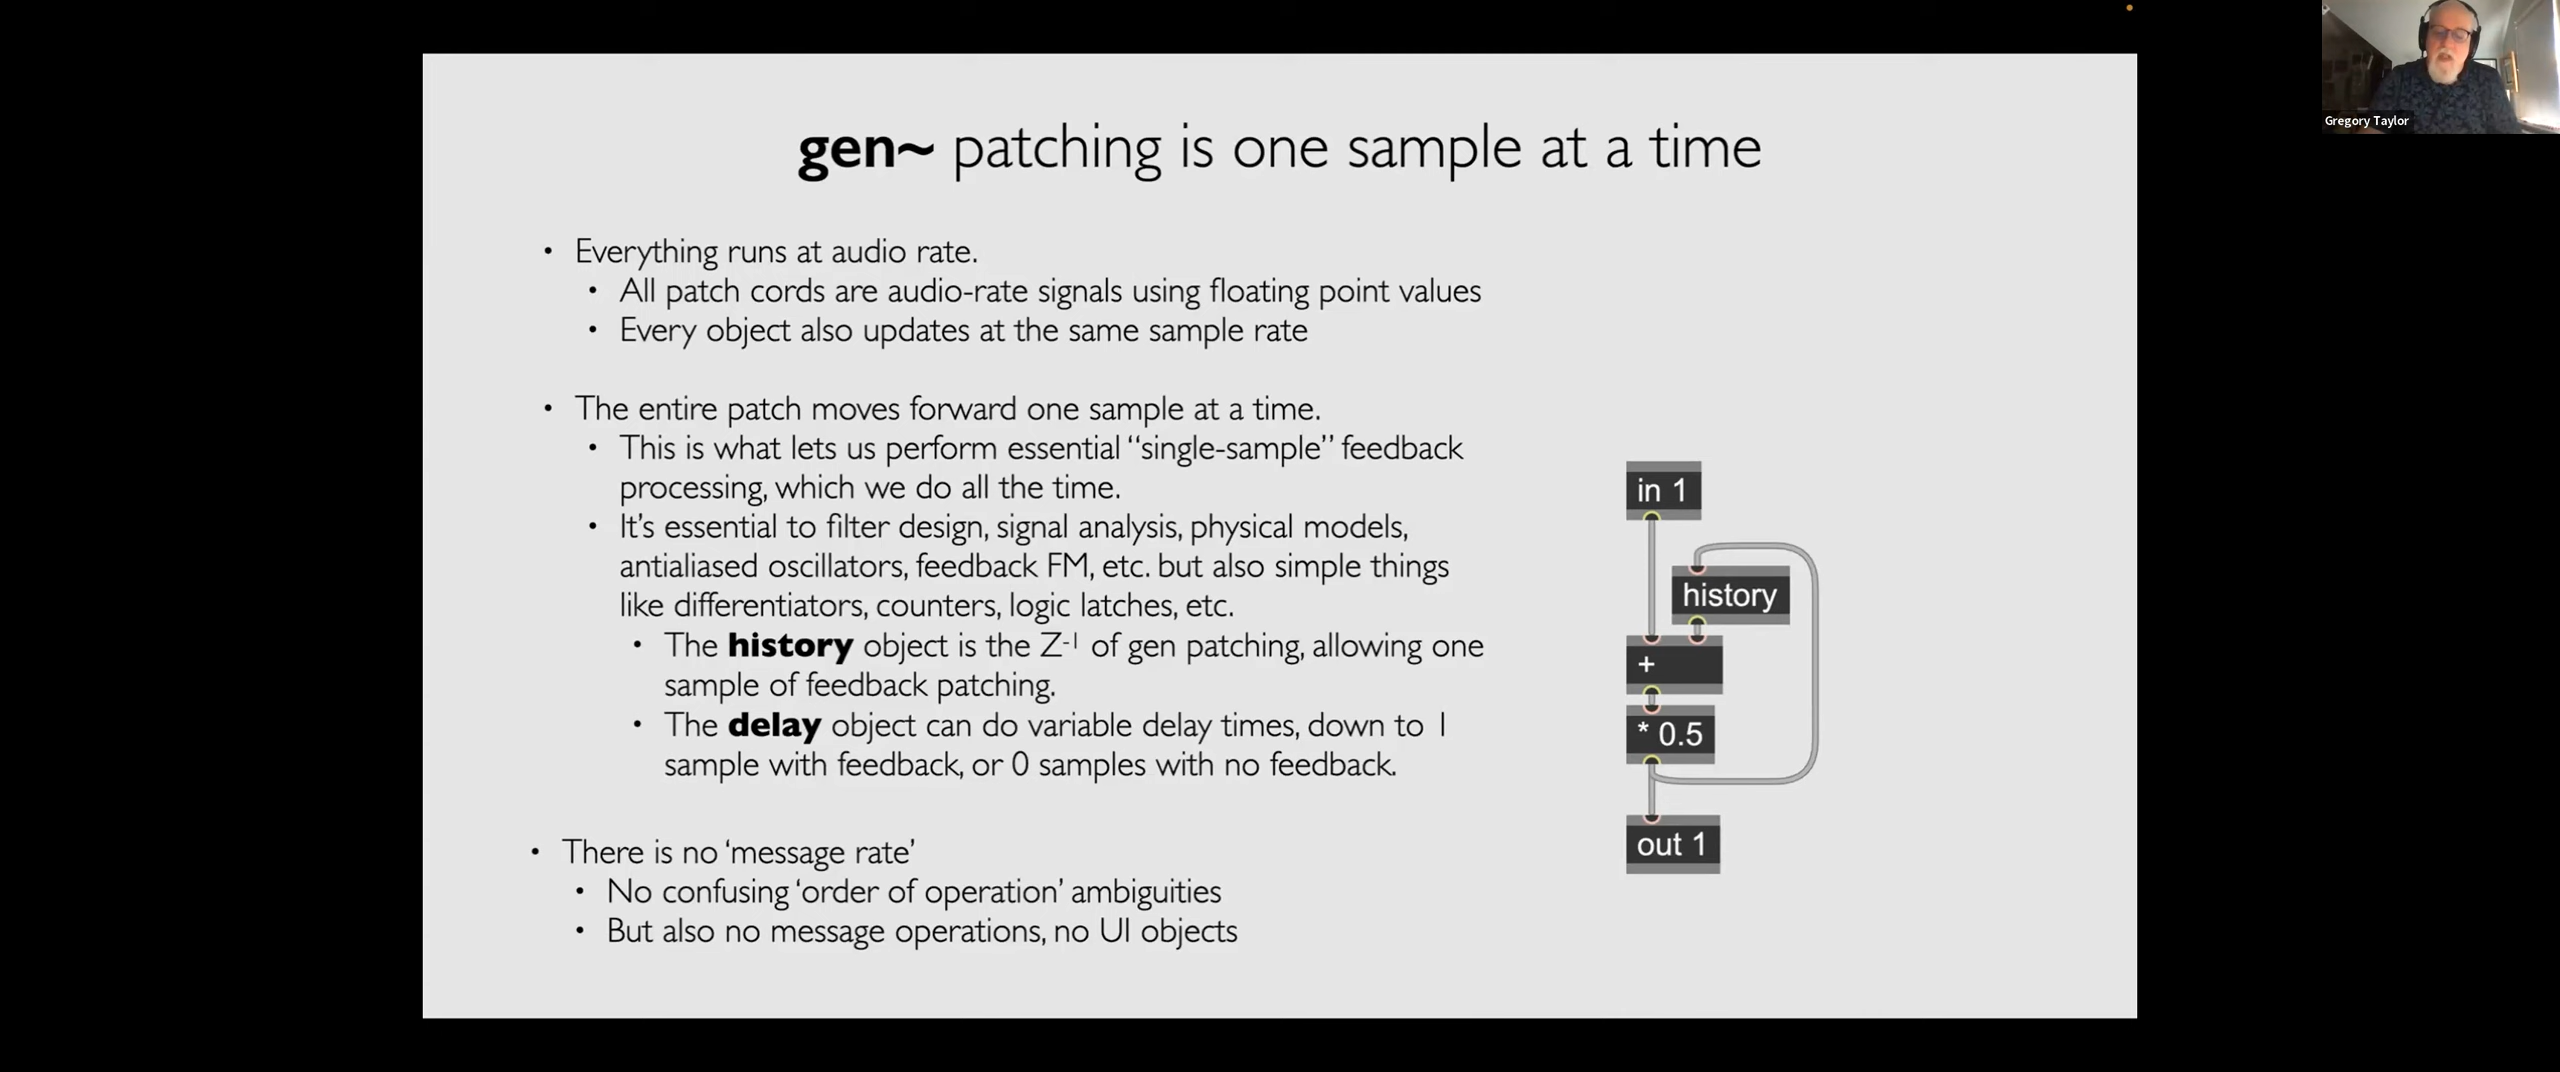 Gregory Taylor
gen~ patching is one sample at a time
• Everything runs at audio rate.
• All patch cords are audio-rate signals using floating point values
• Every object also updates at the same sample rate
• The entire patch moves forward one sample at a time.
• This is what lets us perform essential “single-sample” feedback
processing, which we do all the time.
• It’s essential to filter design, signal analysis, physical models,
antialiased oscillators, feedback FM, etc. but also simple things
like differentiators, counters, logic latches, etc.
• The history object is the Z-1 of gen patching, allowing one
sample of feedback patching.
• The delay object can do variable delay times, down to 1
sample with feedback, or 0 samples with no feedback.
• There is no ‘message rate’
• No confusing ‘order of operation’ ambiguities
• But also no message operations, no UI objects
in 1
history
+
* 0.5
out 1